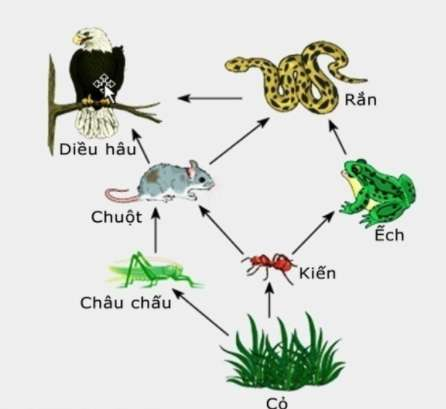 Diều hâu
Rắn
Chuột
Ếch
Châu chấu
Kiến
Cỏ